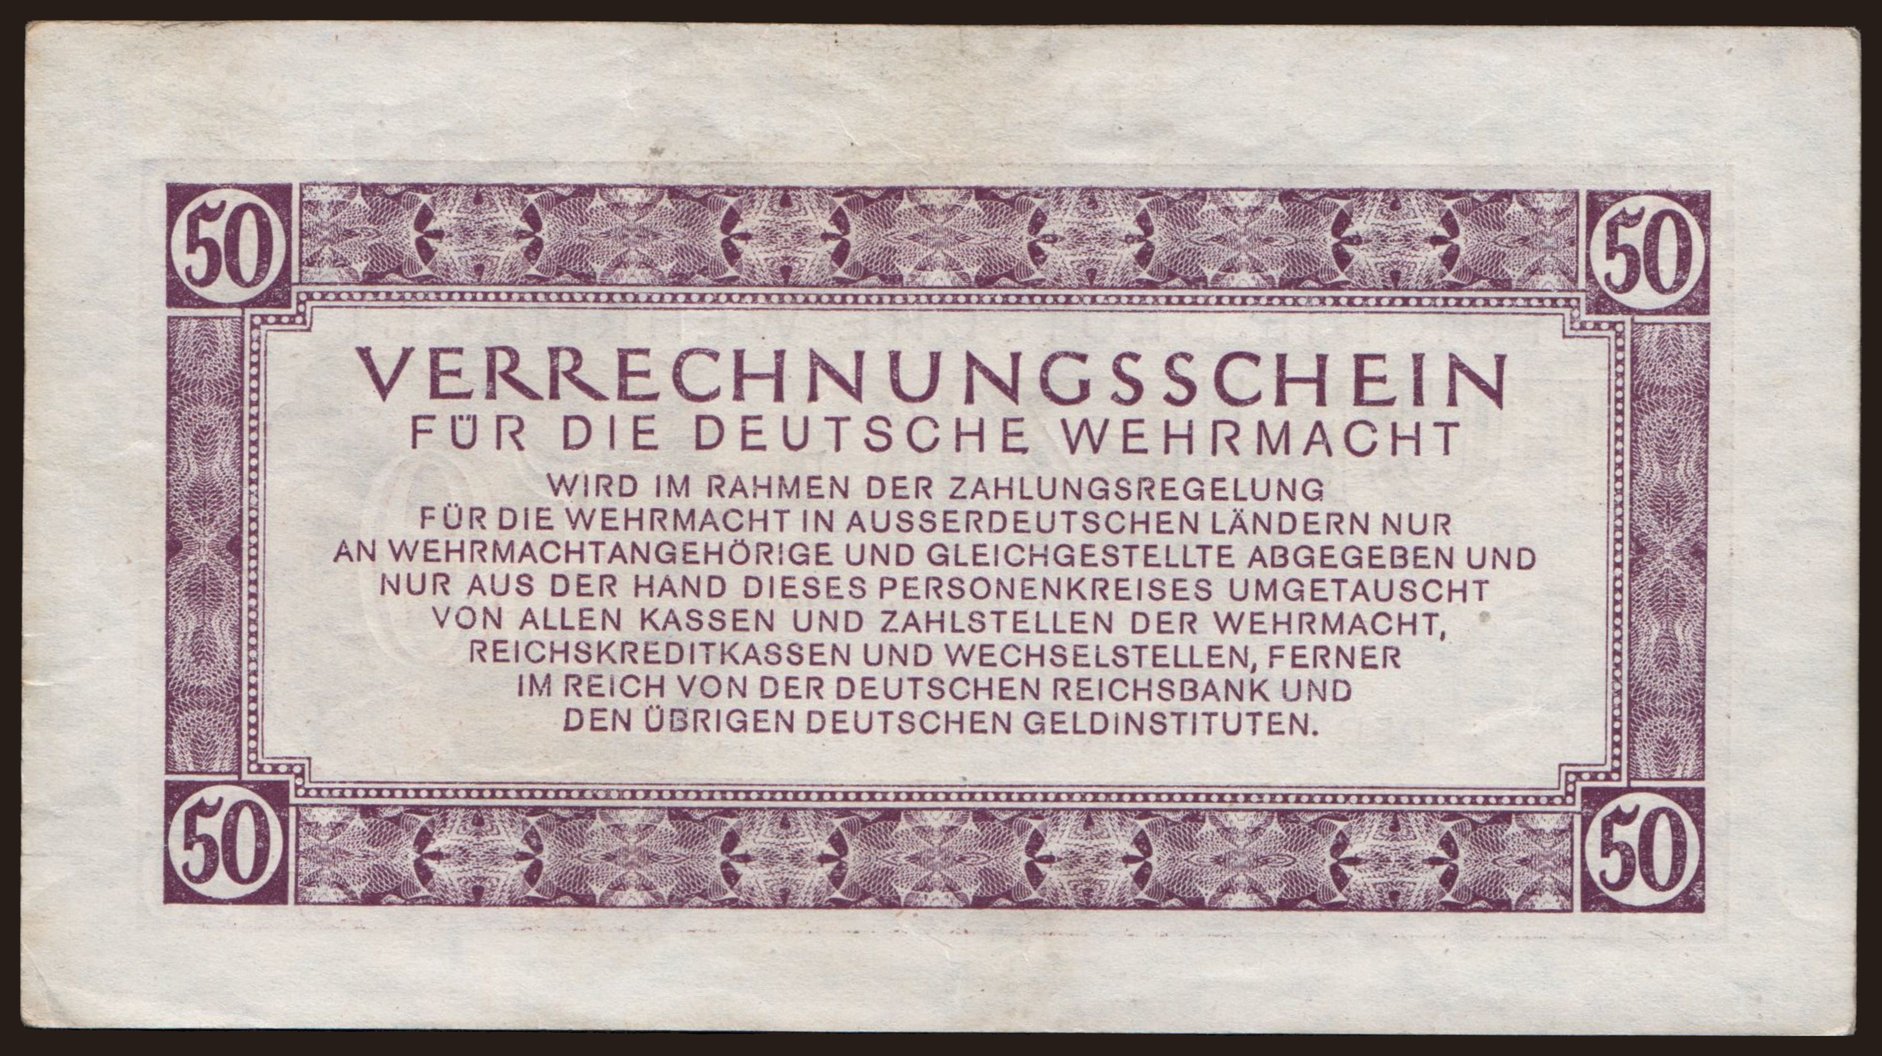 50 50
VERRECHNUNGSSCHEIN
FÜR DIE DEUTSCHE WEHRMACHT
WIRD IM RAHMEN DER ZAHLUNGSREGELUNG
FÜR DIE WEHRMACHT IN AUSSERDEUTSCHEN LÄNDERN NUR
AN WEHRMACHTANGEHÖRIGE UND GLEICHGESTELLTE ABGEGEBEN UND
NUR AUS DER HAND DIESES PERSONENKREISES UMGETAUSCHT
VON ALLEN KASSEN UND ZAHLSTELLEN DER WEHRMACHT,
REICHSKREDITKASSEN UND WECHSELSTELLEN, FERNER
IM REICH VON DER DEUTSCHEN REICHSBANK UND
DEN ÜBRIGEN DEUTSCHEN GELDINSTITUTEN.
50 50